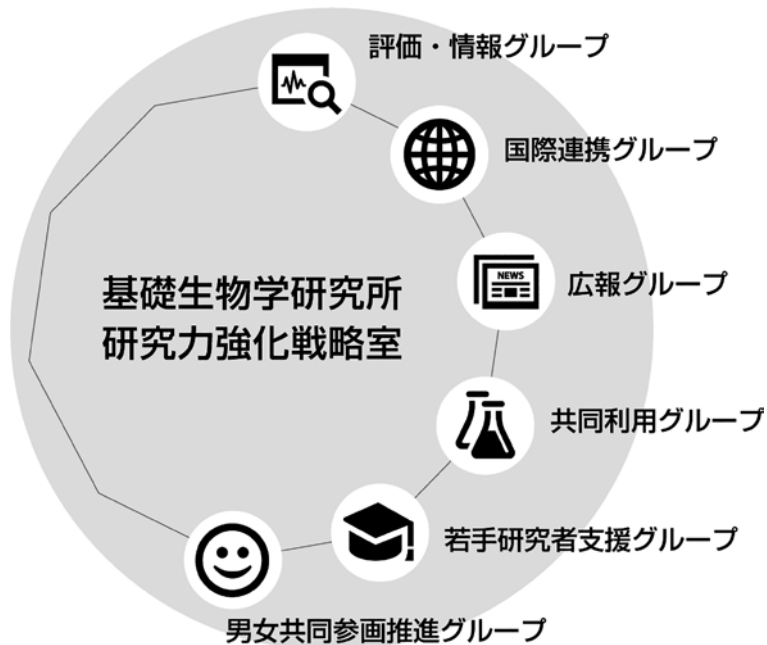 評価・情報グループ
国際連携グループ
NEWS
広報グループ
基礎生物学研究所
研究力強化戦略室
共同利用グループ
若手研究者支援グループ
男女共同参画推進グループ